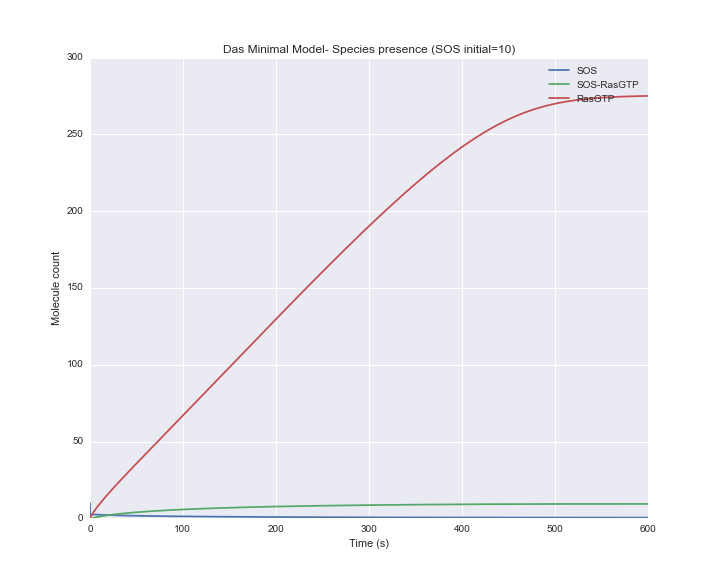 Das Minimal Model- Species presence (SOS initial=10)
300
SOS
SOS-RasGTP
RasGTP
250
200
Molecule count
150
100
50
0
0 100 200 300 400 500 600
Time (s)